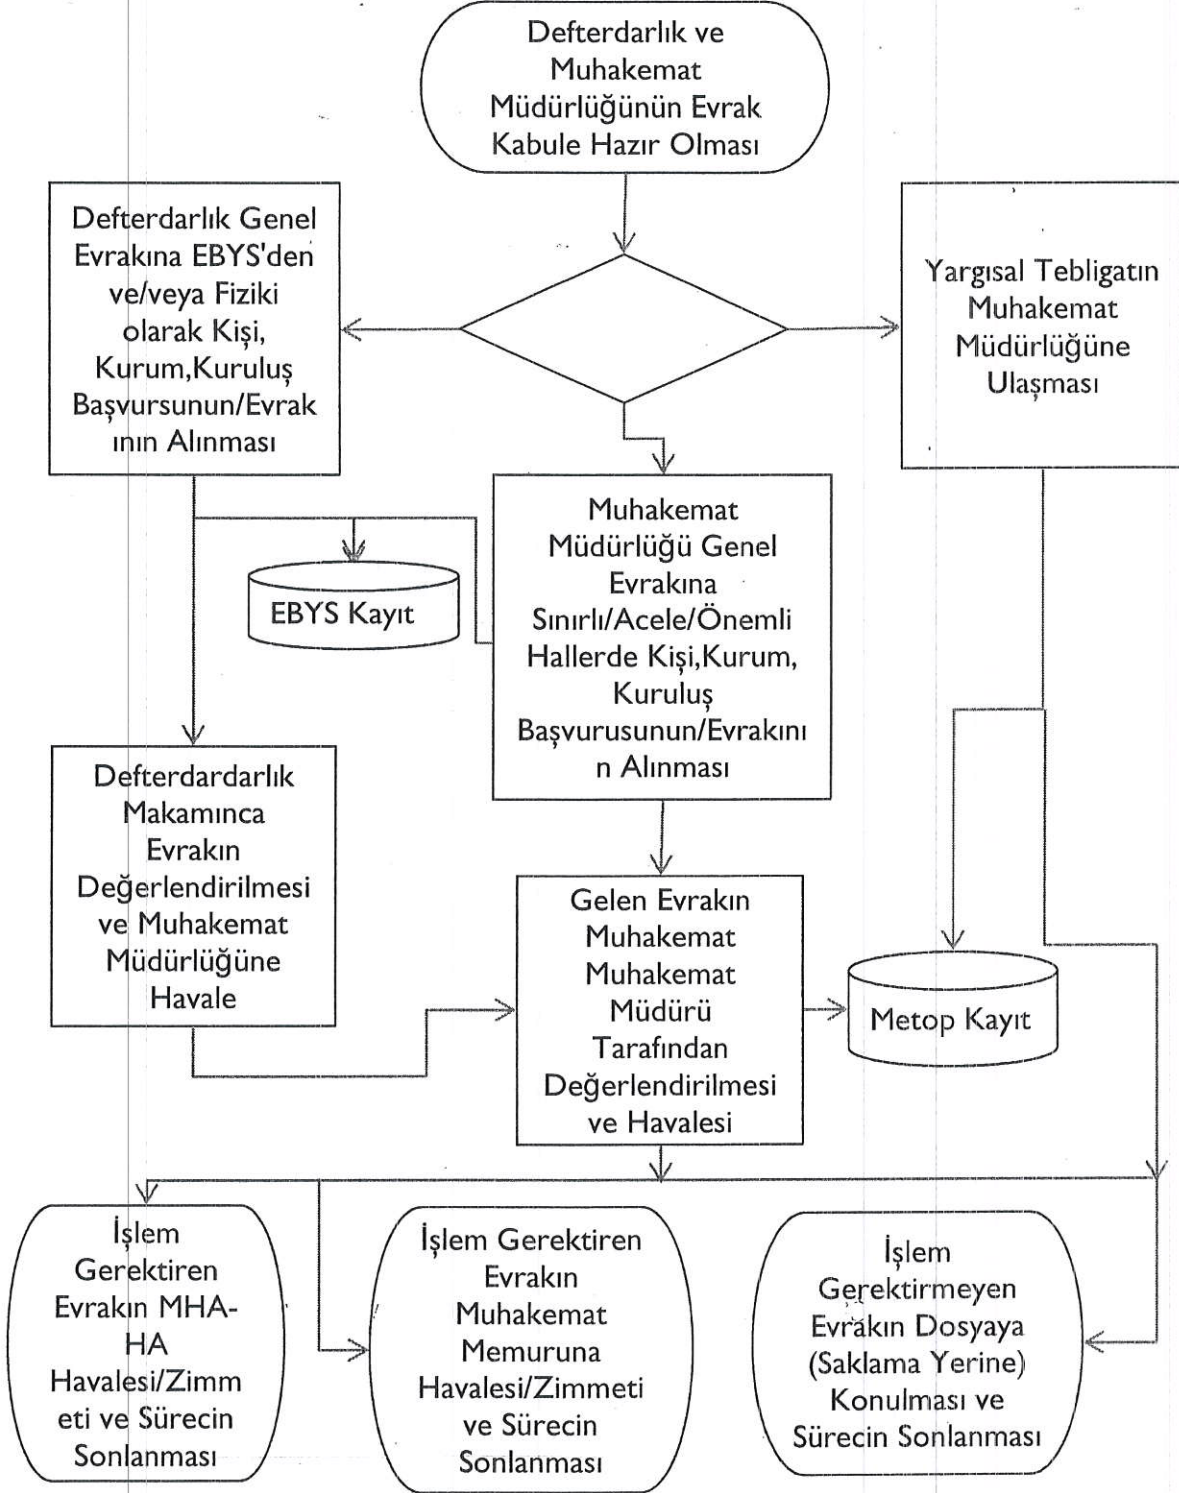 Defterdarlık ve
Muhakemat
Müdürlüğünün Evrak
Kabule Hazır Olması
Defterdarlık Genel
Evrakına EBYS'den
ve/veya Fiziki
olarak Kişi,
Kurum,Kuruluş
Başvursunun/Evrak
ının Alınması
Yargısal Tebligatın
Muhakemat
Müdürlüğüne
Ulaşması
Muhakemat
Müdürlüğü Genel
Evrakına
Sınırlı/Acele/Önemli
Hallerde Kişi,Kurum,
Kuruluş
Başvurusunun/Evrakını
n Alınması
EBYS Kayıt
Defterdardarlık
Makamınca
Evrakın
Değerlendirilmesi
ve Muhakemat
Müdürlüğüne
Havale
Gelen Evrakın
Muhakemat
Muhakemat
Müdürü
Tarafından
Değerlendirilmesi
ve Havalesi
Metop Kayıt
İşlem
Gerektiren
Evrakın MHA-
HA
Havalesi/Zimm
eti ve Sürecin
Sonlanması
İşlem Gerektiren
Evrakın
Muhakemat
Memuruna
Havalesi/Zimmeti
ve Sürecin
Sonlanması
İşlem
Gerektirmeyen
Evrakın Dosyaya
(Saklama Yerine)
Konulması ve
Sürecin Sonlanması